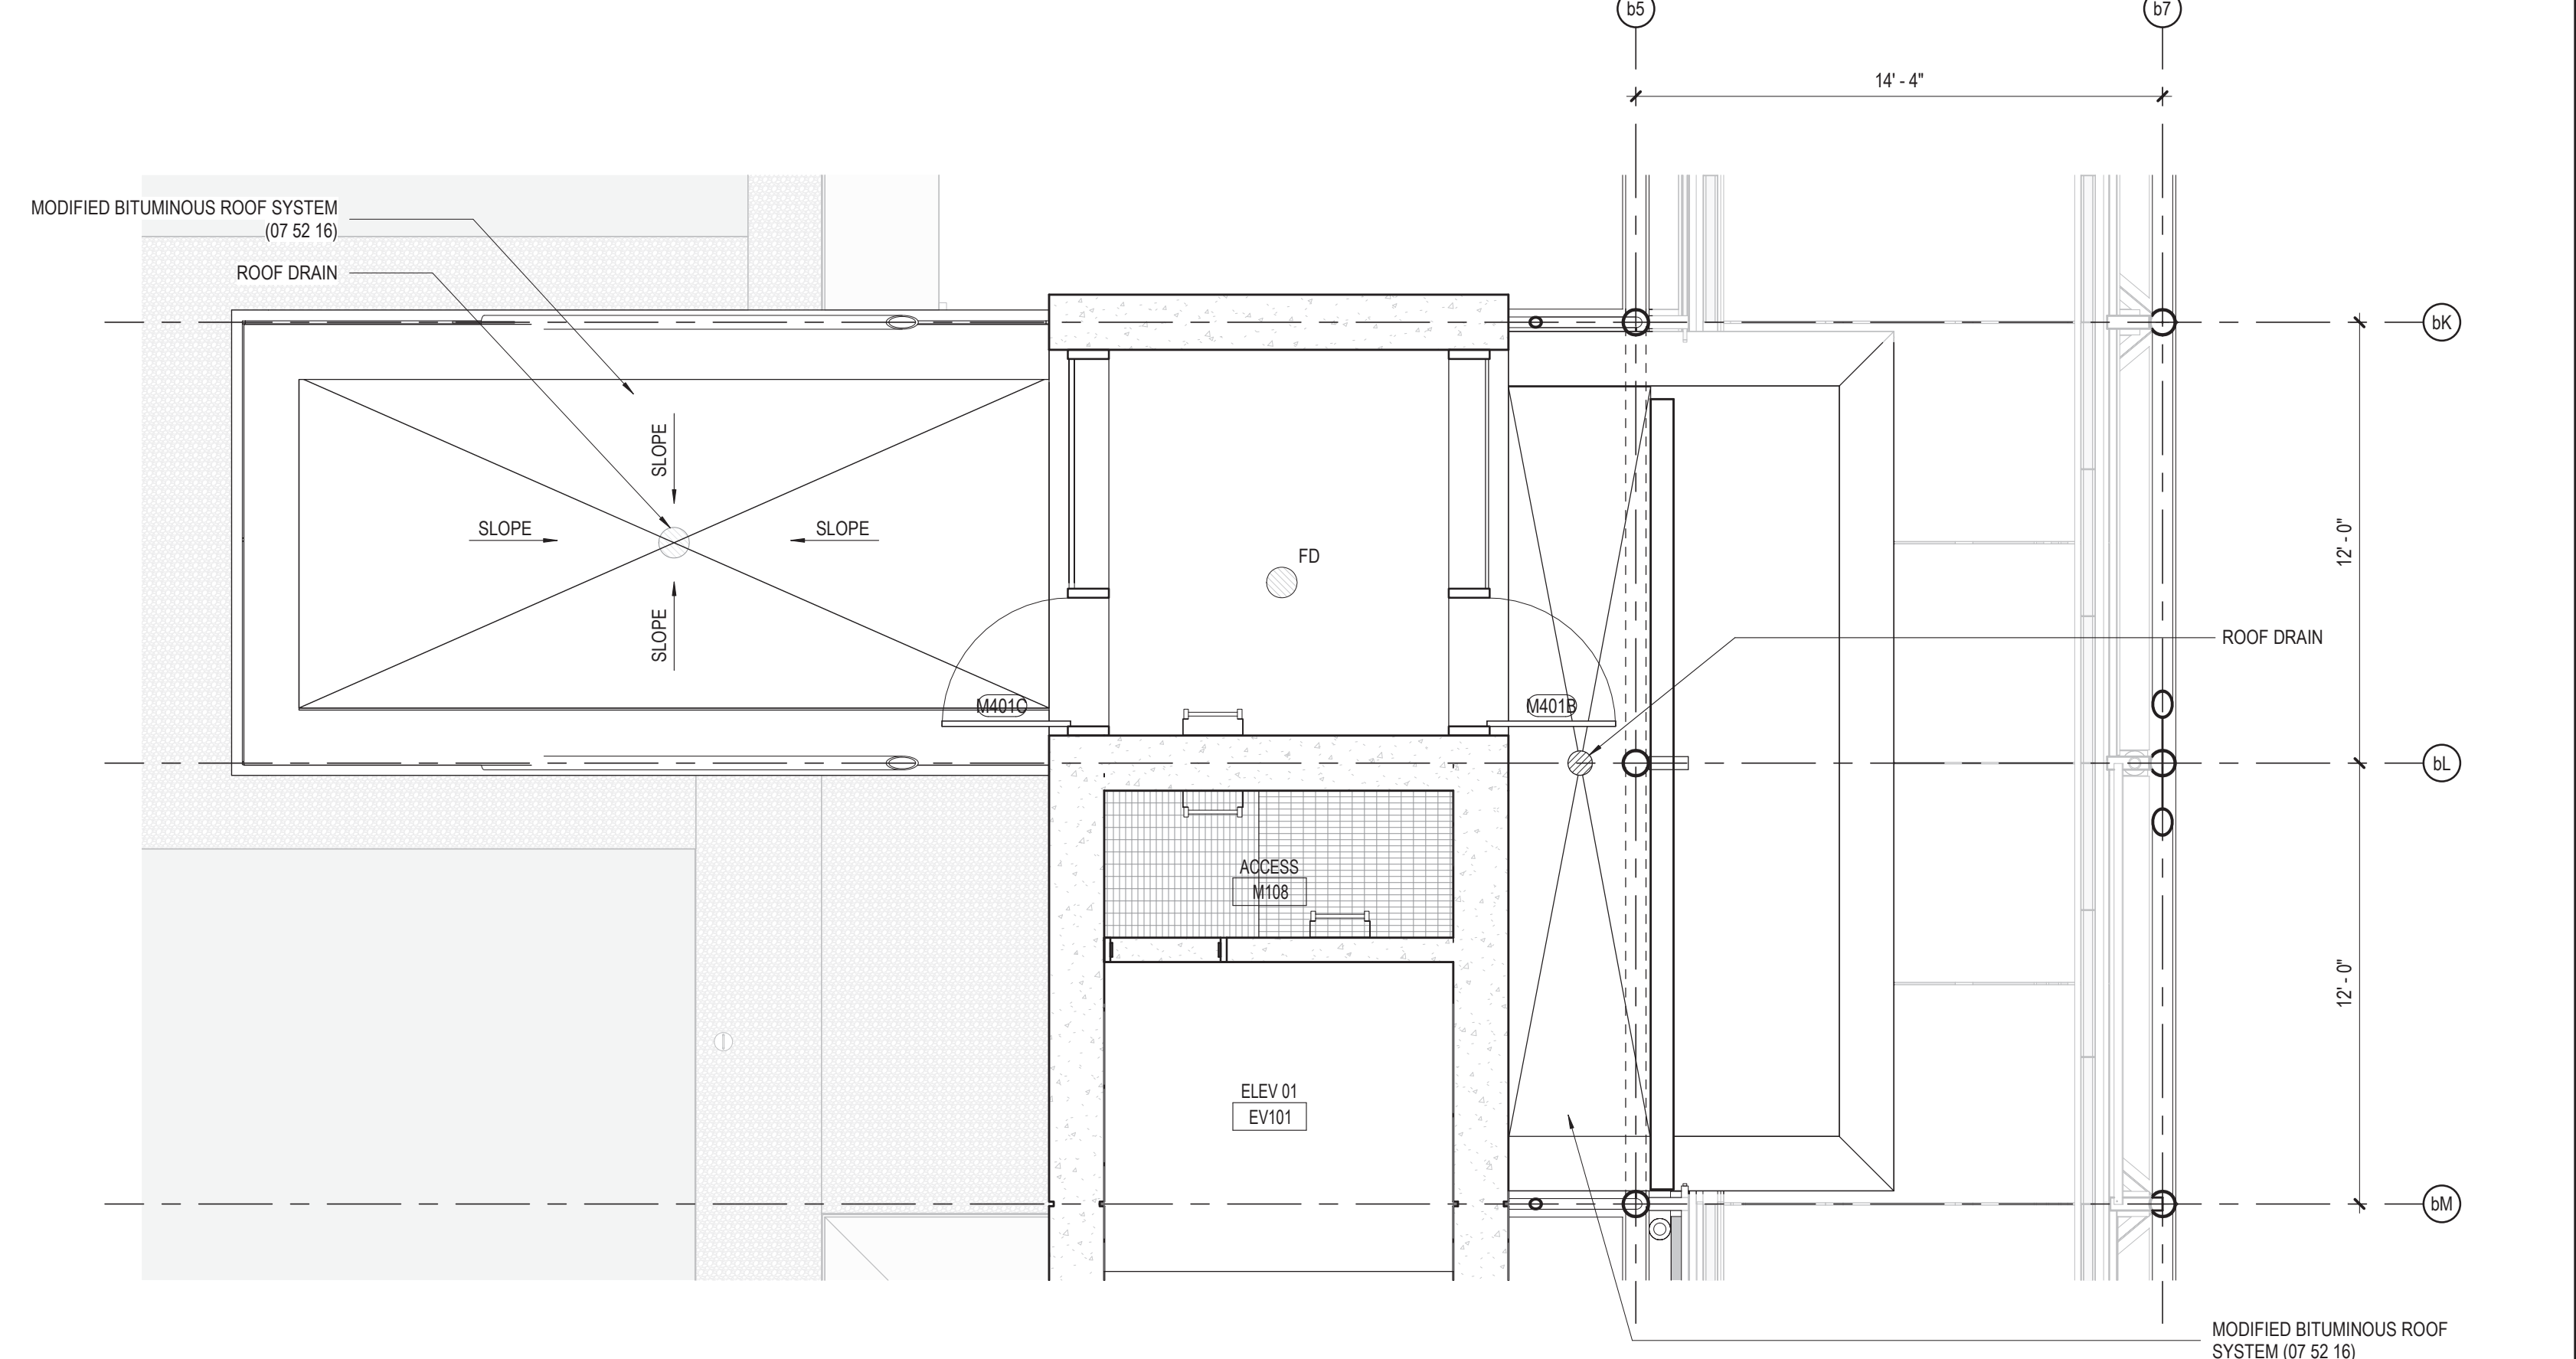 b5
b7
14' - 4"
MODIFIED BITUMINOUS ROOF SYSTEM
(07 52 16)
ROOF DRAIN
bK
SLOPE
SLOPE
SLOPE
SLOPE
FD
12' - 0"
ROOF DRAIN
M401C
M401B
bL
ACCESS
M108
12' - 0"
ELEV 01
EV101
bM
MODIFIED BITUMINOUS ROOF
SYSTEM (07 52 16)